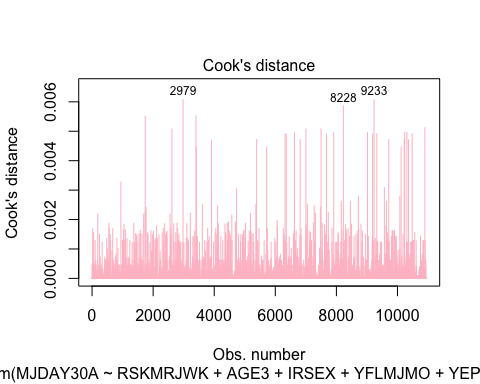 Cook's distance
2979
9233
8228
Cook's distance
0.006
0.004
0.002
0.000
0 2000 4000 6000 8000 10000
Obs. number
m(MJDAY30A ~ RSKMRJWK + AGE3 + IRSEX + YFLMJMO + YEP